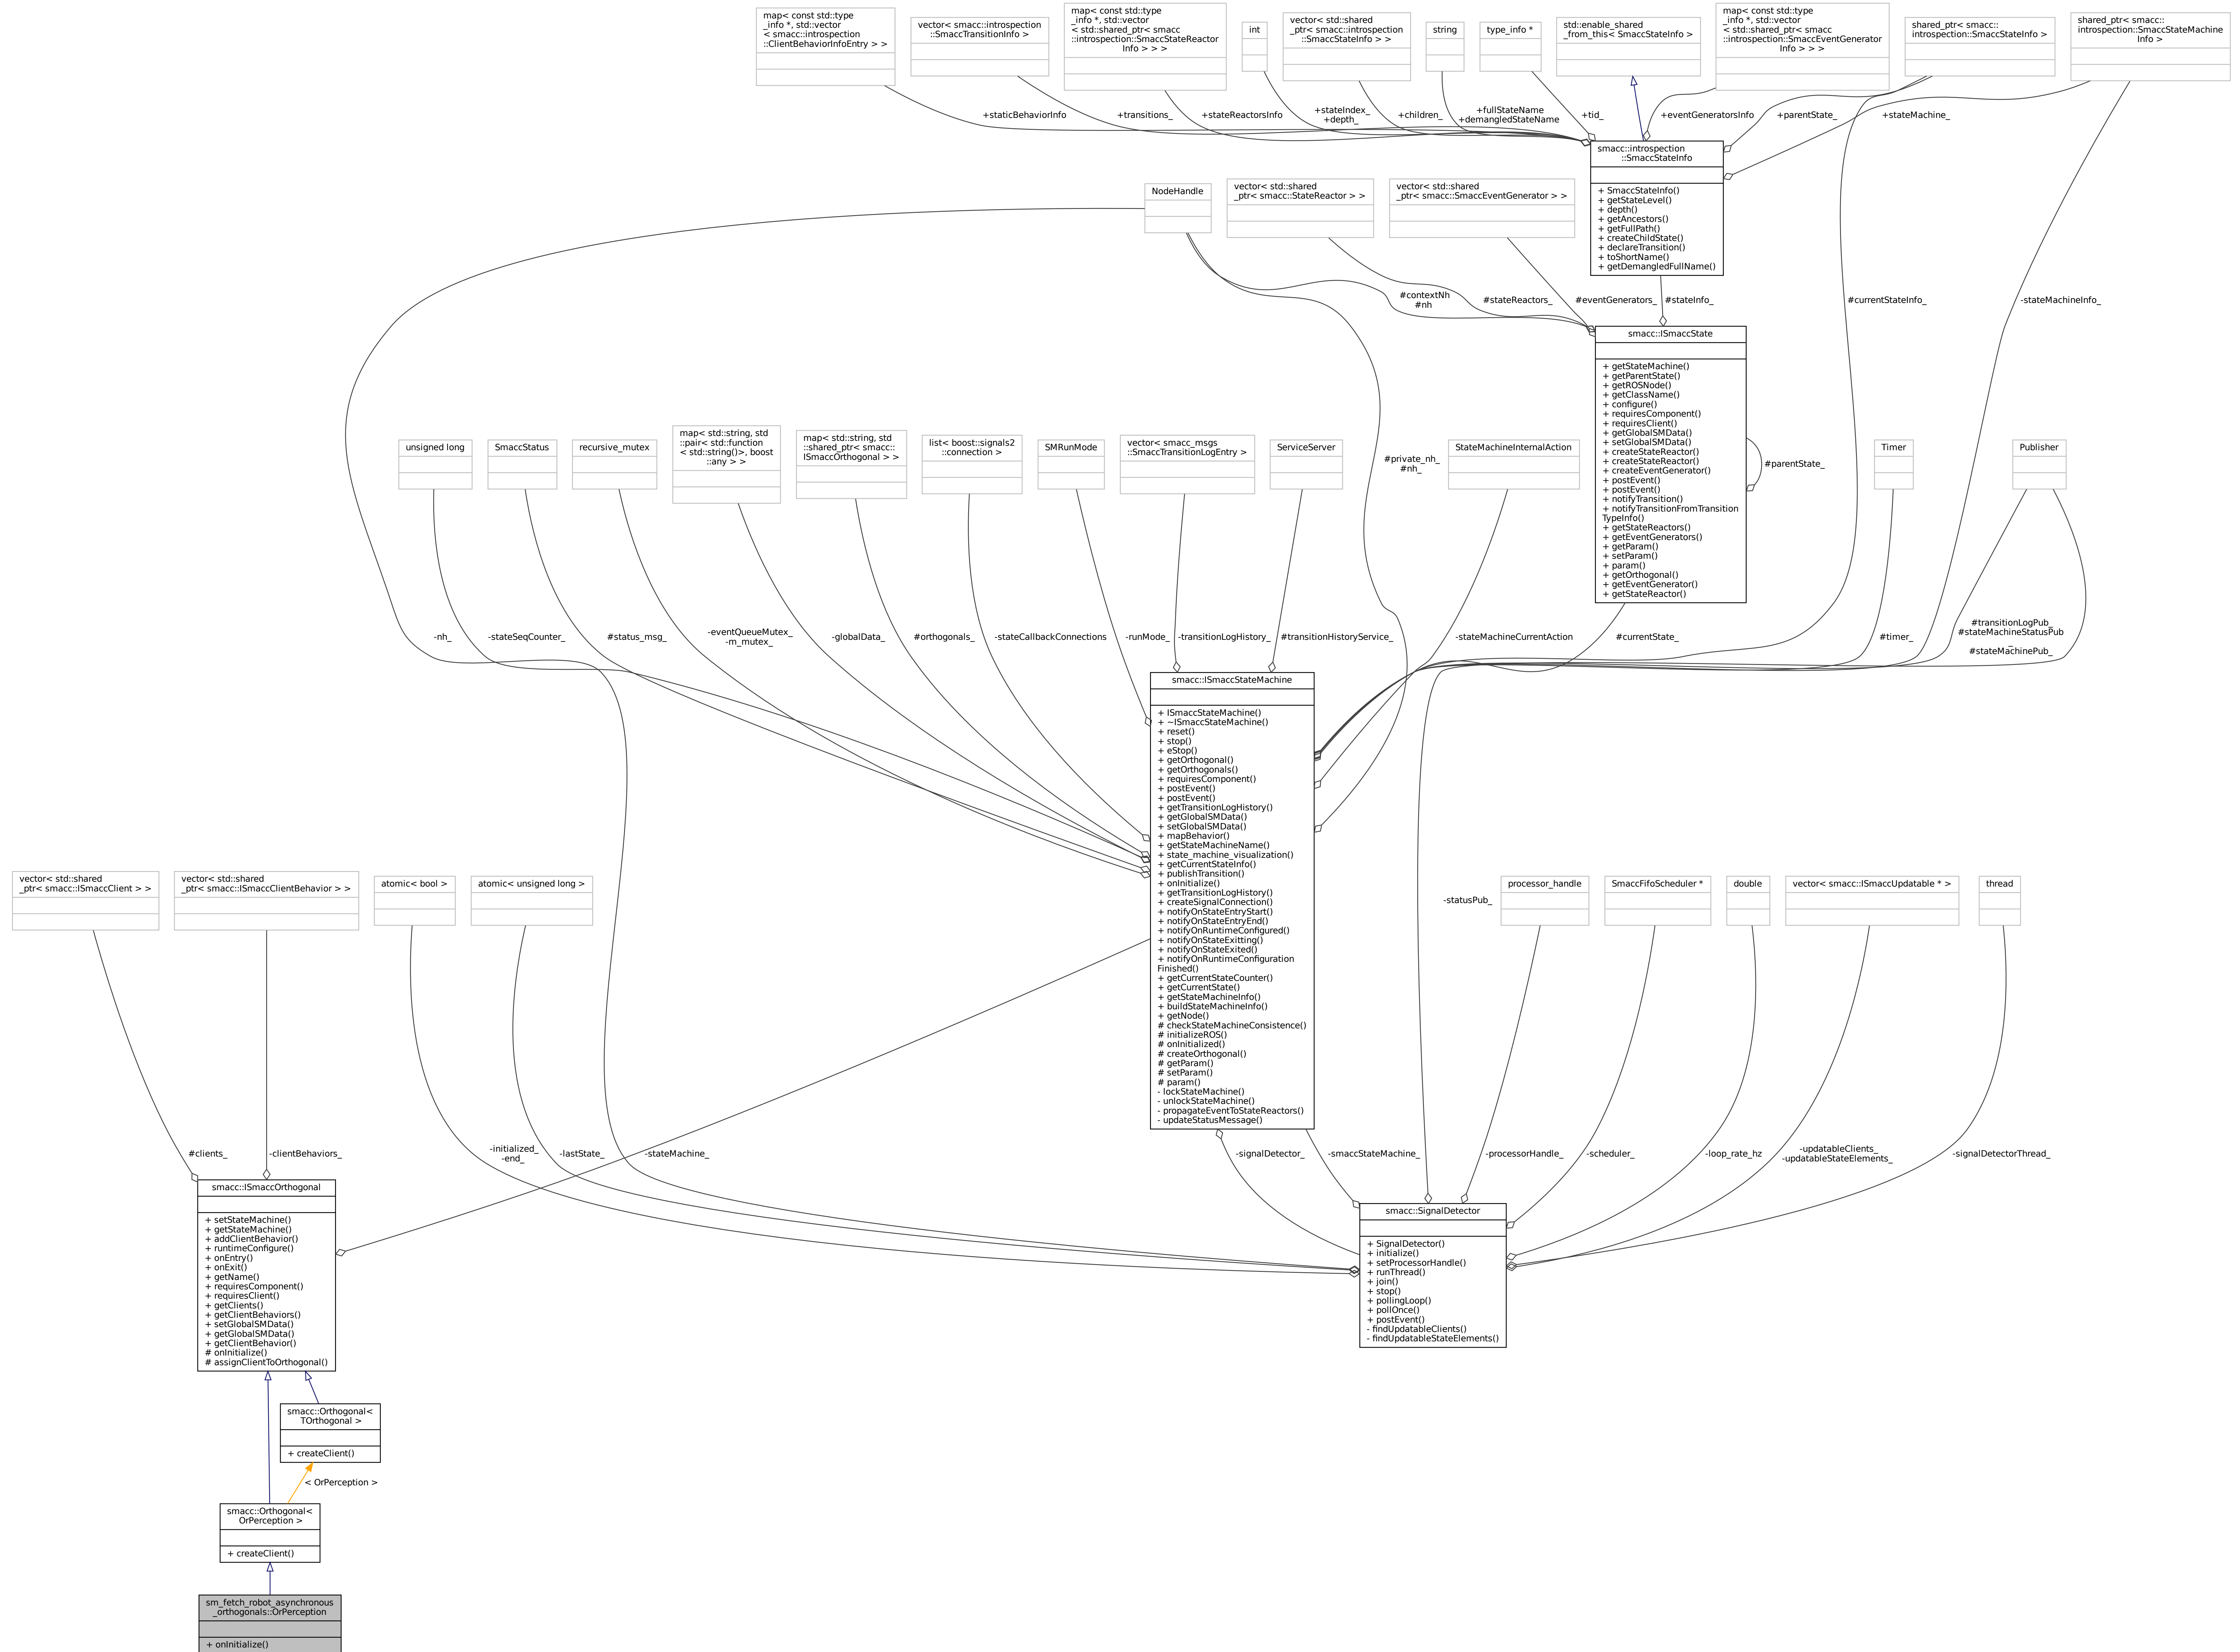 map< const std::type
_info *, std::vector
< smacc::introspection
::ClientBehaviorInfoEntry > >
vector< smacc::introspection
::SmaccTransitionInfo >
map< const std::type
_info *, std::vector
< std::shared_ptr< smacc
::introspection::SmaccStateReactor
Info > > >
int
vector< std::shared
_ptr< smacc::introspection
::SmaccStateInfo > >
string
type_info *
std::enable_shared
_from_this< SmaccStateInfo >
map< const std::type
_info *, std::vector
< std::shared_ptr< smacc
::introspection::SmaccEventGenerator
Info > > >
shared_ptr< smacc::
introspection::SmaccStateInfo >
shared_ptr< smacc::
introspection::SmaccStateMachine
Info >
+staticBehaviorInfo
+transitions_
+stateReactorsInfo
+stateIndex_
+depth_
+children_
+fullStateName
+demangledStateName
+tid_
+eventGeneratorsInfo
+parentState_
+stateMachine_
smacc::introspection
::SmaccStateInfo
+ SmaccStateInfo()
+ getStateLevel()
+ depth()
+ getAncestors()
+ getFullPath()
+ createChildState()
+ declareTransition()
+ toShortName()
+ getDemangledFullName()
NodeHandle
vector< std::shared
_ptr< smacc::StateReactor > >
vector< std::shared
_ptr< smacc::SmaccEventGenerator > >
#contextNh
#nh
#stateReactors_
#eventGenerators_
#stateInfo_
#currentStateInfo_
-stateMachineInfo_
smacc::ISmaccState
+ getStateMachine()
+ getParentState()
+ getROSNode()
+ getClassName()
+ configure()
+ requiresComponent()
+ requiresClient()
+ getGlobalSMData()
+ setGlobalSMData()
+ createStateReactor()
+ createStateReactor()
+ createEventGenerator()
+ postEvent()
+ postEvent()
+ notifyTransition()
+ notifyTransitionFromTransition
TypeInfo()
+ getStateReactors()
+ getEventGenerators()
+ getParam()
+ setParam()
+ param()
+ getOrthogonal()
+ getEventGenerator()
+ getStateReactor()
#parentState_
unsigned long
SmaccStatus
recursive_mutex
map< std::string, std
::pair< std::function
< std::string()>, boost
::any > >
map< std::string, std
::shared_ptr< smacc::
ISmaccOrthogonal > >
list< boost::signals2
::connection >
SMRunMode
vector< smacc_msgs
::SmaccTransitionLogEntry >
ServiceServer
#private_nh_
#nh_
StateMachineInternalAction
Timer
Publisher
-nh_
-stateSeqCounter_
#status_msg_
-eventQueueMutex_
-m_mutex_
-globalData_
#orthogonals_
-stateCallbackConnections
-runMode_
-transitionLogHistory_
#transitionHistoryService_
-stateMachineCurrentAction
#currentState_
#timer_
#transitionLogPub_
#stateMachineStatusPub
_
#stateMachinePub_
smacc::ISmaccStateMachine
+ ISmaccStateMachine()
+ ~ISmaccStateMachine()
+ reset()
+ stop()
+ eStop()
+ getOrthogonal()
+ getOrthogonals()
+ requiresComponent()
+ postEvent()
+ postEvent()
+ getTransitionLogHistory()
+ getGlobalSMData()
+ setGlobalSMData()
+ mapBehavior()
+ getStateMachineName()
+ state_machine_visualization()
+ getCurrentStateInfo()
+ publishTransition()
+ onInitialize()
+ getTransitionLogHistory()
+ createSignalConnection()
+ notifyOnStateEntryStart()
+ notifyOnStateEntryEnd()
+ notifyOnRuntimeConfigured()
+ notifyOnStateExitting()
+ notifyOnStateExited()
+ notifyOnRuntimeConfiguration
Finished()
+ getCurrentStateCounter()
+ getCurrentState()
+ getStateMachineInfo()
+ buildStateMachineInfo()
+ getNode()
# checkStateMachineConsistence()
# initializeROS()
# onInitialized()
# createOrthogonal()
# getParam()
# setParam()
# param()
- lockStateMachine()
- unlockStateMachine()
- propagateEventToStateReactors()
- updateStatusMessage()
vector< std::shared
_ptr< smacc::ISmaccClient > >
vector< std::shared
_ptr< smacc::ISmaccClientBehavior > >
atomic< bool >
atomic< unsigned long >
-statusPub_
processor_handle
SmaccFifoScheduler *
double
vector< smacc::ISmaccUpdatable * >
thread
#clients_
-clientBehaviors_
-initialized_
-end_
-lastState_
-stateMachine_
-signalDetector_
-smaccStateMachine_
-processorHandle_
-scheduler_
-loop_rate_hz
-updatableClients_
-updatableStateElements_
-signalDetectorThread_
smacc::ISmaccOrthogonal
+ setStateMachine()
+ getStateMachine()
+ addClientBehavior()
+ runtimeConfigure()
+ onEntry()
+ onExit()
+ getName()
+ requiresComponent()
+ requiresClient()
+ getClients()
+ getClientBehaviors()
+ setGlobalSMData()
+ getGlobalSMData()
+ getClientBehavior()
# onInitialize()
# assignClientToOrthogonal()
smacc::SignalDetector
+ SignalDetector()
+ initialize()
+ setProcessorHandle()
+ runThread()
+ join()
+ stop()
+ pollingLoop()
+ pollOnce()
+ postEvent()
- findUpdatableClients()
- findUpdatableStateElements()
smacc::Orthogonal<
TOrthogonal >
+ createClient()
< OrPerception >
smacc::Orthogonal<
OrPerception >
+ createClient()
sm_fetch_robot_asynchronous
_orthogonals::OrPerception
+ onInitialize()